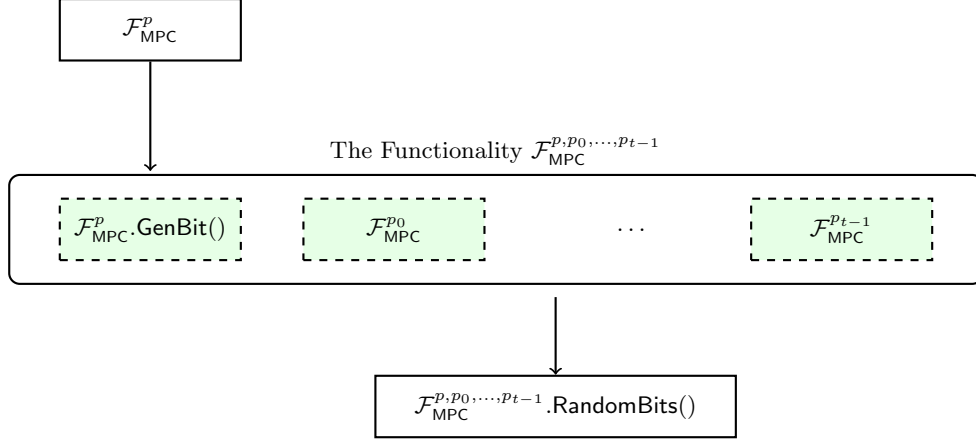 $\mathcal{F}_{\mathsf{MPC}}^{p}$
The Functionality $\mathcal{F}_{\mathsf{MPC}}^{p,p_0,\ldots,p_{t-1}}$
$\mathcal{F}_{\mathsf{MPC}}^{p}.\mathsf{GenBit}()$ $\mathcal{F}_{\mathsf{MPC}}^{p_0}$ $\cdots$ $\mathcal{F}_{\mathsf{MPC}}^{p_{t-1}}$
$\mathcal{F}_{\mathsf{MPC}}^{p,p_0,\ldots,p_{t-1}}.\mathsf{RandomBits}()$